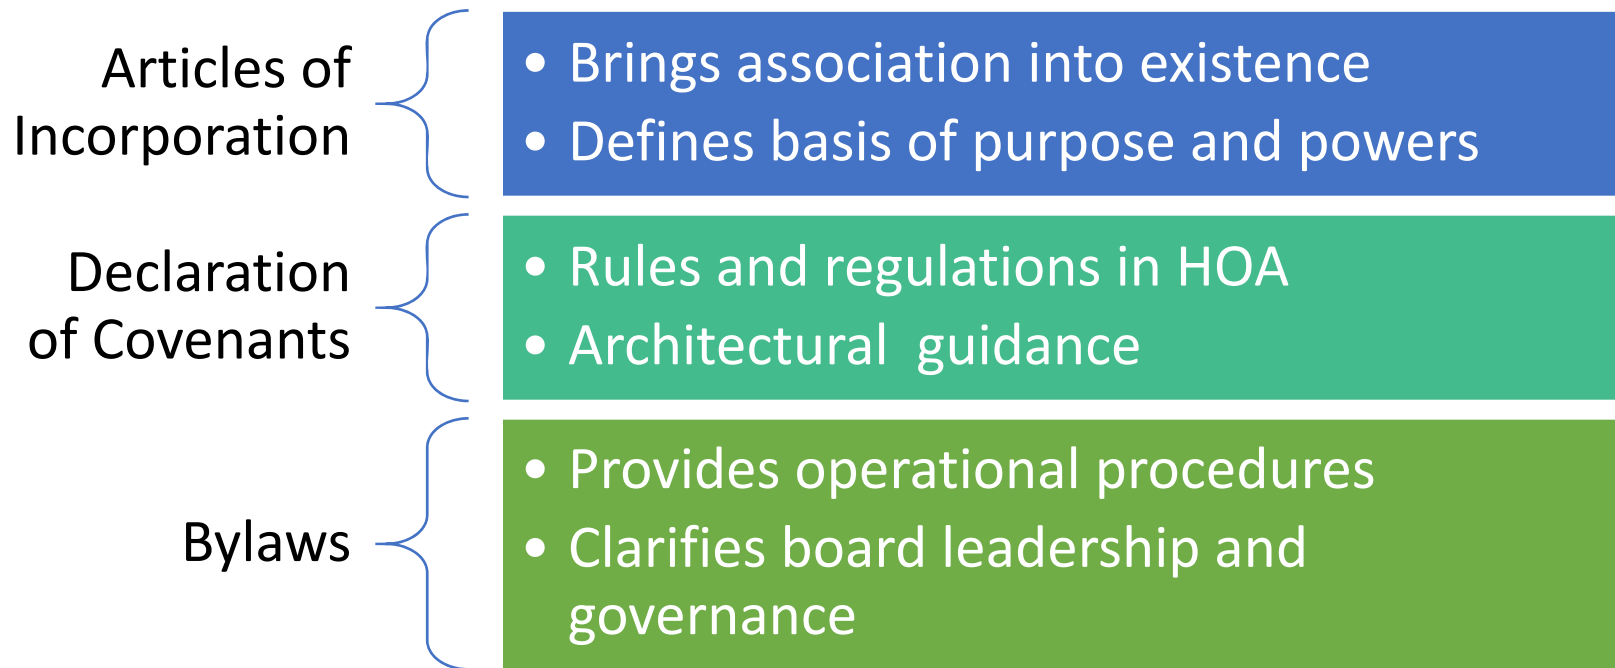 Articles of
Incorporation
• Brings association into existence
• Defines basis of purpose and powers
Declaration
of Covenants
• Rules and regulations in HOA
• Architectural  guidance
Bylaws
• Provides operational procedures
• Clarifies board leadership and
governance